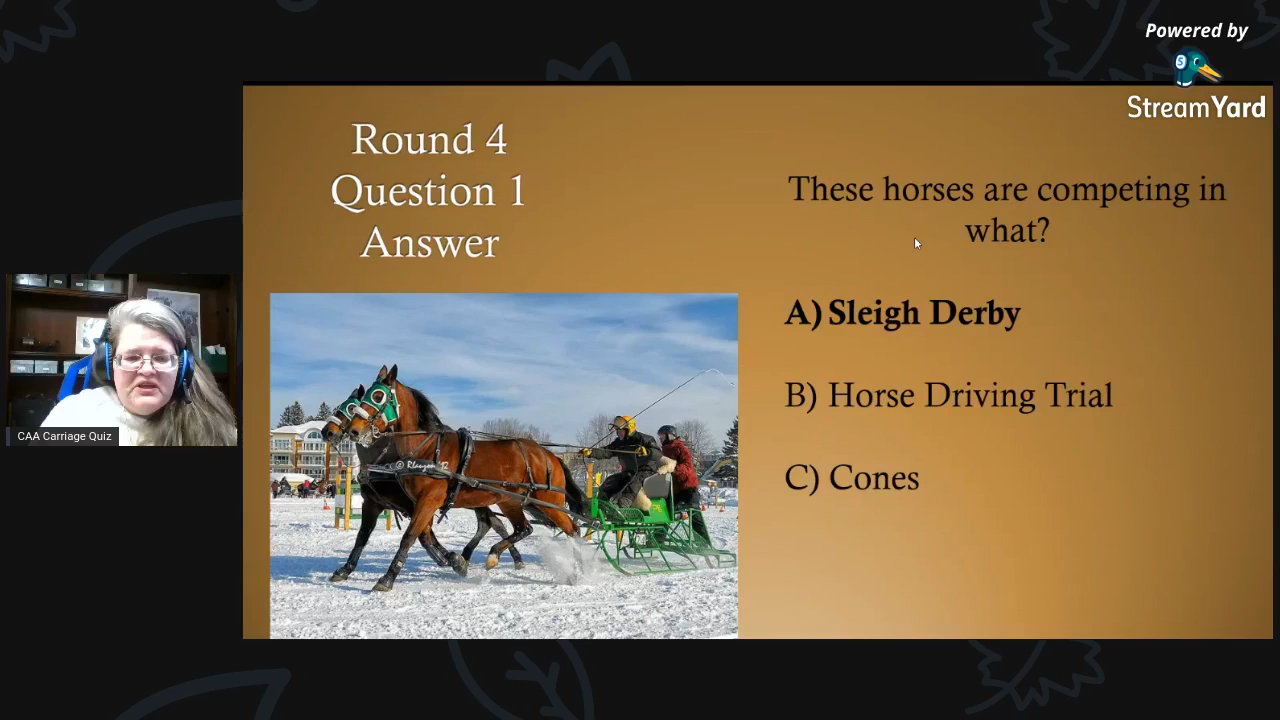 Powered by
StreamYard
Round 4
Question 1
Answer
These horses are competing in
what?
A) Sleigh Derby
B) Horse Driving Trial
C) Cones
CAA Carriage Quiz